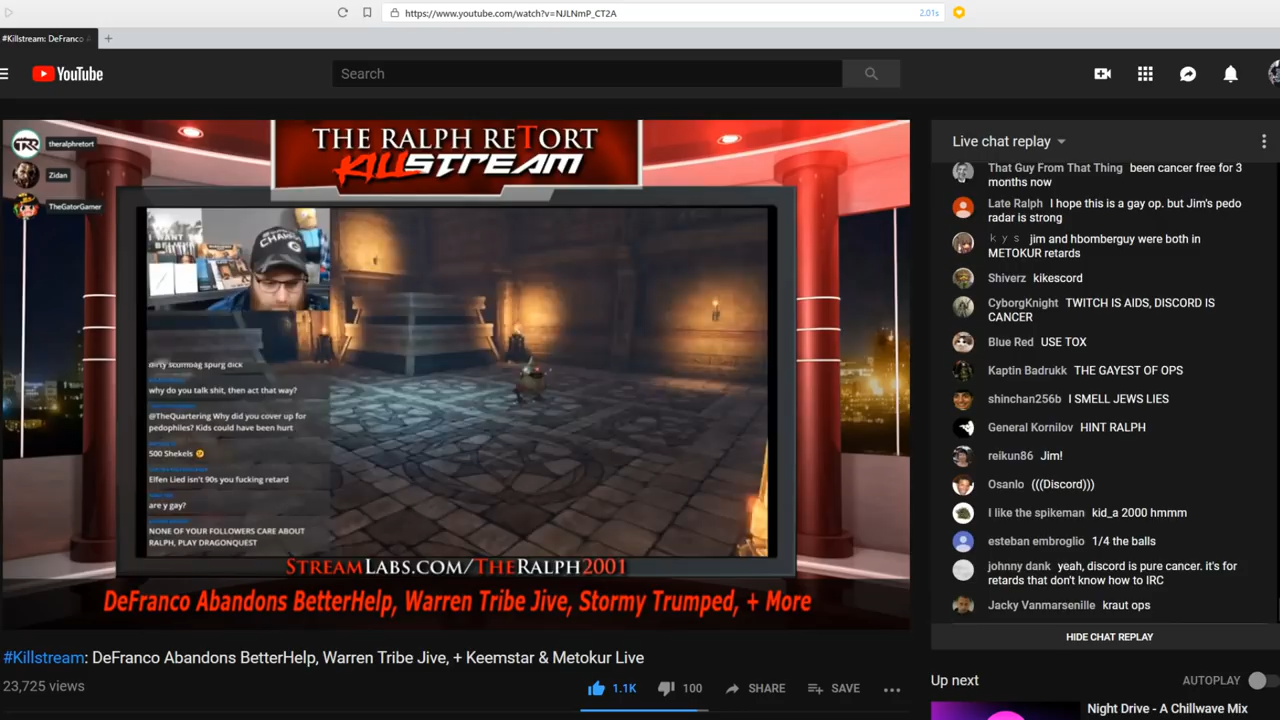 https://www.youtube.com/watch?v=NJLNmP_CT2A
2.01s
#Killstream: DeFranco
YouTube
Search
THE RALPH RETORT
KILLSTREAM
TRR
theralphretort
Zidan
TheGatorGamer
I WANT
dirty scumbag spurg dick
why do you talk shit, then act that way?
@TheQuartering Why did you cover up for
pedophiles? Kids could have been hurt
500 Shekels
Elfen Lied isn't 90s you fucking retard
are y gay?
NONE OF YOUR FOLLOWERS CARE ABOUT
RALPH, PLAY DRAGONQUEST
STREAMLABS.COM/THERALPH2001
DeFranco Abandons BetterHelp, Warren Tribe Jive, Stormy Trumped, + More
#Killstream: DeFranco Abandons BetterHelp, Warren Tribe Jive, + Keemstar & Metokur Live
23,725 views
1.1K
100
SHARE
SAVE
Live chat replay
That Guy From That Thing been cancer free for 3
months now
Late Ralph I hope this is a gay op. but Jim's pedo
radar is strong
k y s jim and hbomberguy were both in
METOKUR retards
Shiverz kikescord
CyborgKnight TWITCH IS AIDS, DISCORD IS
CANCER
Blue Red USE TOX
Kaptin Badrukk THE GAYEST OF OPS
shinchan256b I SMELL JEWS LIES
General Kornilov HINT RALPH
reikun86 Jim!
Osanlo (((Discord)))
I like the spikeman kid_a 2000 hmmm
esteban embroglio 1/4 the balls
johnny dank yeah, discord is pure cancer. it's for
retards that don't know how to IRC
Jacky Vanmarsenille kraut ops
HIDE CHAT REPLAY
Up next
AUTOPLAY
Night Drive - A Chillwave Mix